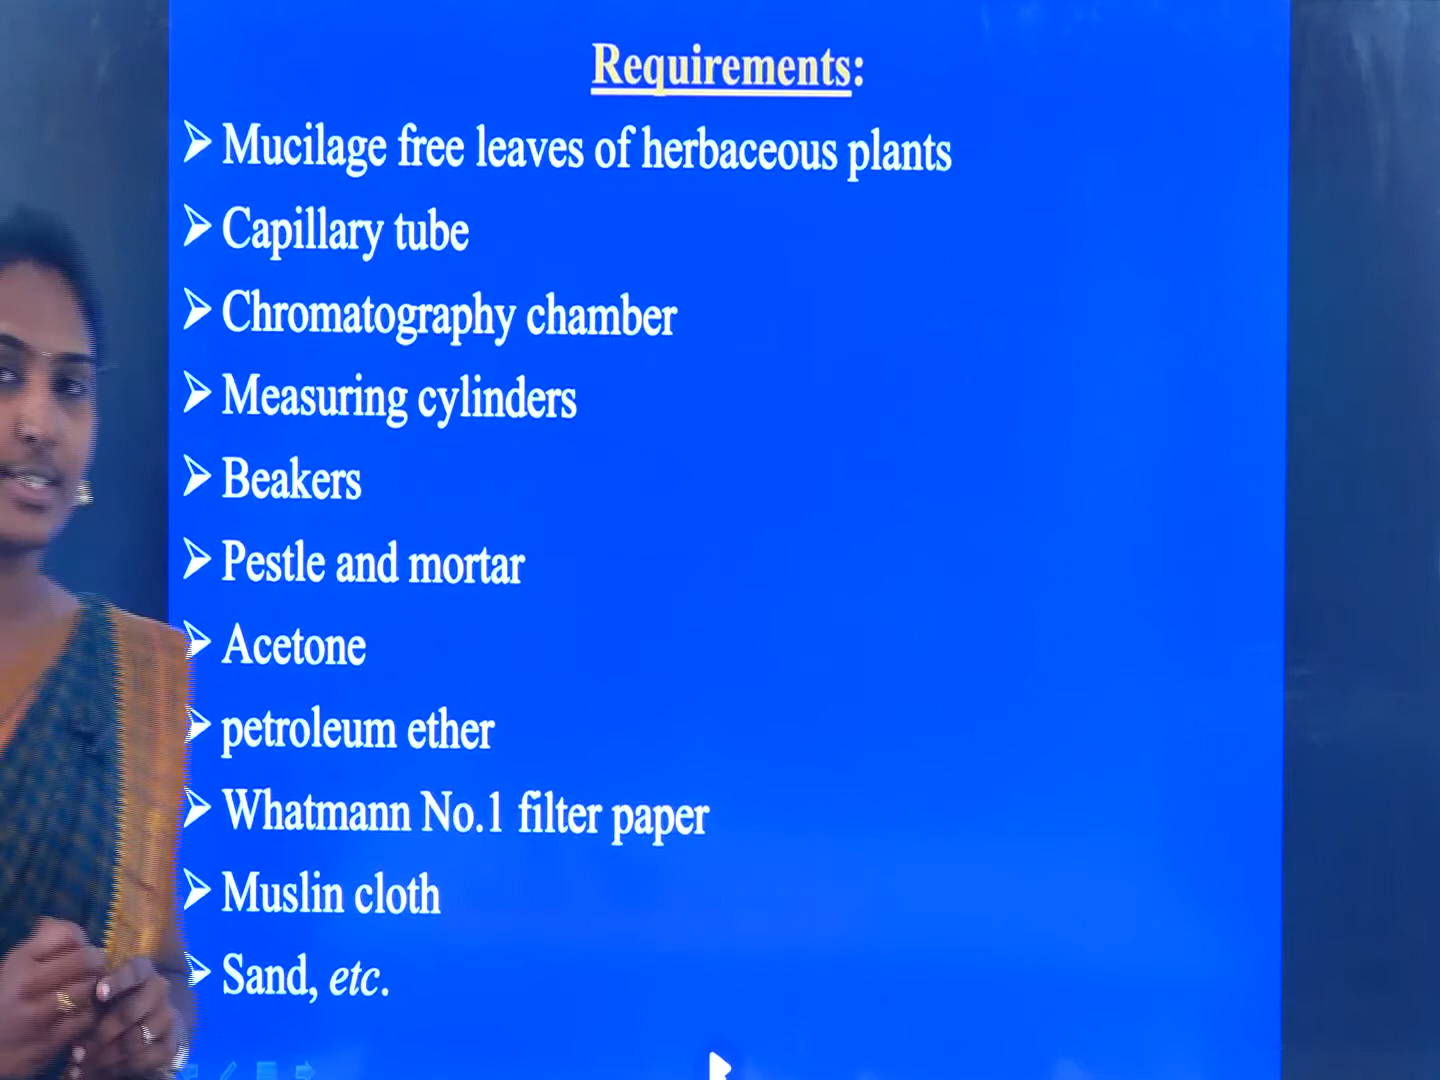 Requirements:
Mucilage free leaves of herbaceous plants
Capillary tube
Chromatography chamber
Measuring cylinders
Beakers
Pestle and mortar
Acetone
petroleum ether
Whatmann No.1 filter paper
Muslin cloth
Sand, etc.